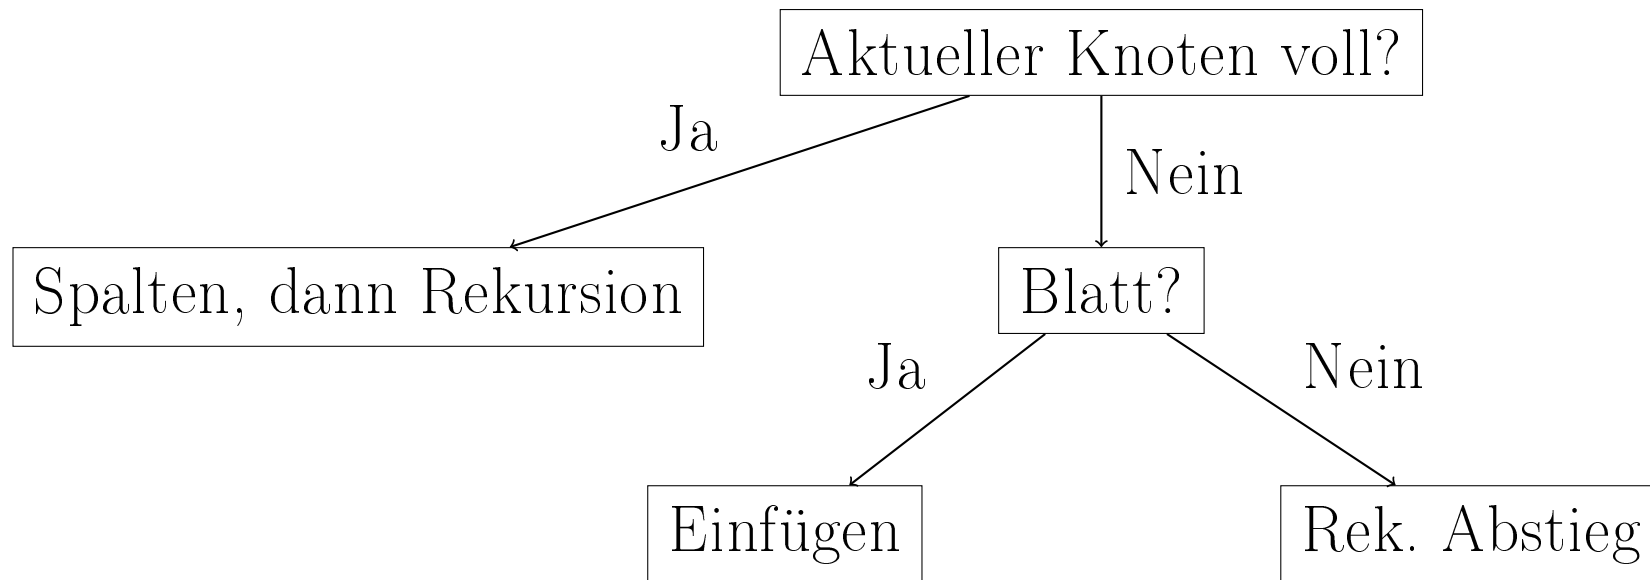 Aktueller Knoten voll?
Ja
Nein
Spalten, dann Rekursion
Blatt?
Ja
Nein
Einfügen
Rek. Abstieg